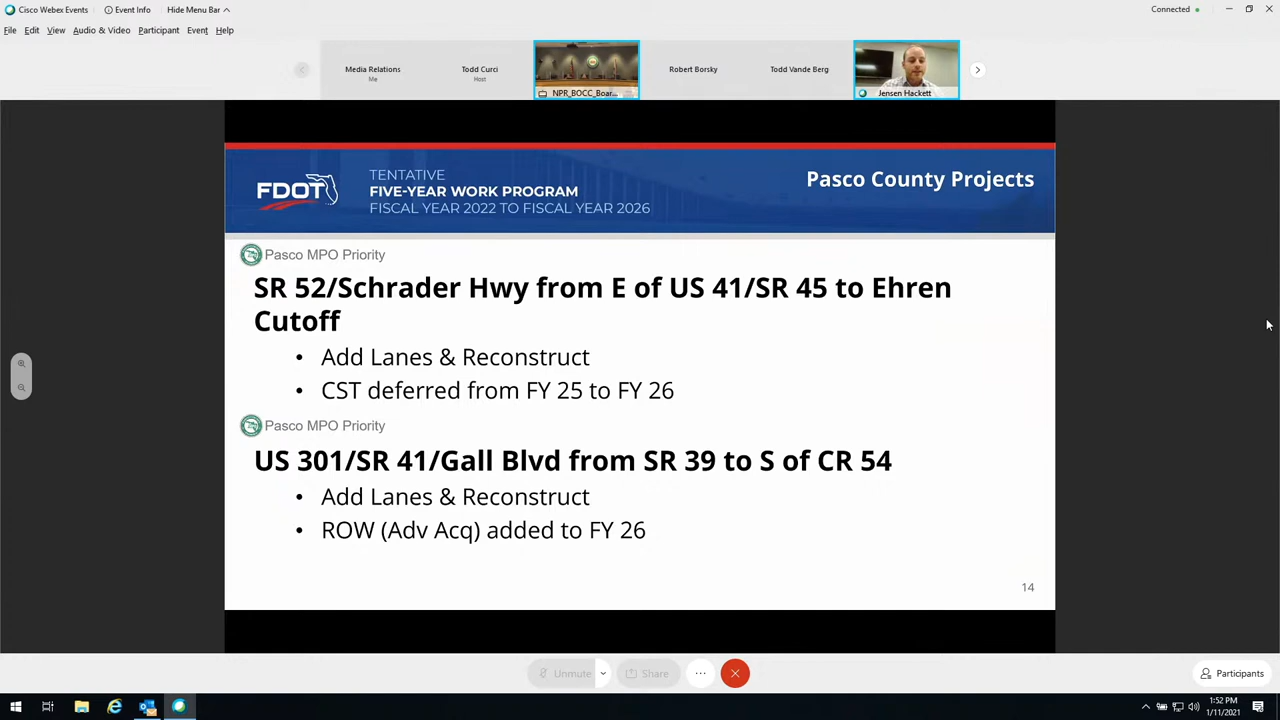 Cisco Webex Events
Event Info
Hide Menu Bar
Connected
File Edit View Audio & Video Participant Event Help
Media Relations
Me
Todd Curci
Host
NPR_BOCC_Boar...
Robert Borsky
Todd Vande Berg
Jensen Hackett
FDOT
TENTATIVE
FIVE-YEAR WORK PROGRAM
FISCAL YEAR 2022 TO FISCAL YEAR 2026
Pasco County Projects
Pasco MPO Priority
SR 52/Schrader Hwy from E of US 41/SR 45 to Ehren
Cutoff
• Add Lanes & Reconstruct
• CST deferred from FY 25 to FY 26
Pasco MPO Priority
US 301/SR 41/Gall Blvd from SR 39 to S of CR 54
• Add Lanes & Reconstruct
• ROW (Adv Acq) added to FY 26
14
Unmute
Share
Participants
1:52 PM
1/11/2021